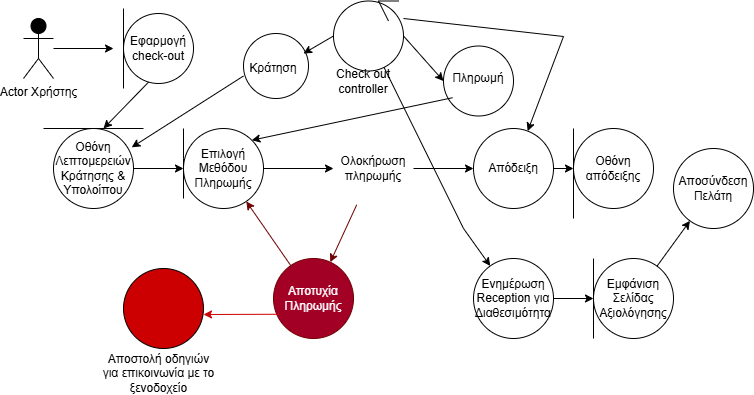 Εφαρμογή
check-out
Actor Χρήστης
Κράτηση
Check out
controller
Πληρωμή
Οθόνη
Λεπτομερειών
Κράτησης &
Υπολοίπου
Επιλογή
Μεθόδου
Πληρωμής
Ολοκήρωση
πληρωμής
Απόδειξη
Οθόνη
απόδειξης
Αποσύνδεση
Πελάτη
Αποτυχία
Πληρωμής
Ενημέρωση
Reception για
Διαθεσιμότητα
Εμφάνιση
Σελίδας
Αξιολόγησης
Αποστολή οδηγιών
για επικοινωνία με το
ξενοδοχείο